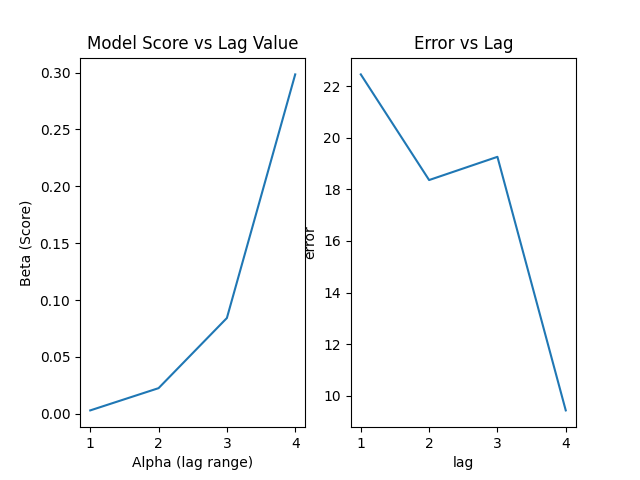 Model Score vs Lag Value
Beta (Score)
0.30
0.25
0.20
0.15
0.10
0.05
0.00
1 2 3 4
Alpha (lag range)
Error vs Lag
error
22
20
18
16
14
12
10
1 2 3 4
lag